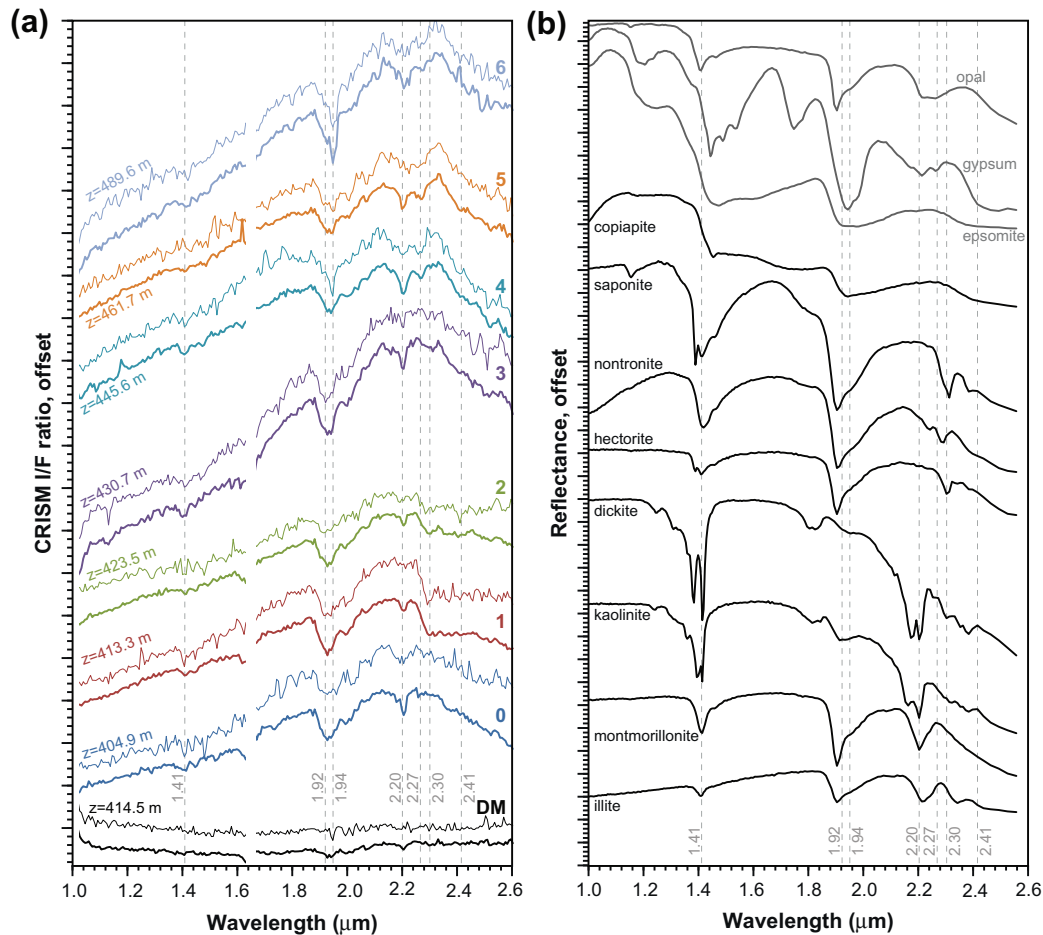 (a)
CRISM I/F ratio, offset
6
z=489.6 m
5
z=461.7 m
4
z=445.6 m
3
z=430.7 m
2
z=423.5 m
1
z=413.3 m
0
z=404.9 m
1.41
1.92
1.94
2.20
2.27
2.30
2.41
DM
z=414.5 m
1.0 1.2 1.4 1.6 1.8 2.0 2.2 2.4 2.6
Wavelength (μm)
(b)
Reflectance, offset
opal
gypsum
epsomite
copiapite
saponite
nontronite
hectorite
dickite
kaolinite
montmorillonite
illite
1.41
1.92
1.94
2.20
2.27
2.30
2.41
1.0 1.2 1.4 1.6 1.8 2.0 2.2 2.4 2.6
Wavelength (μm)